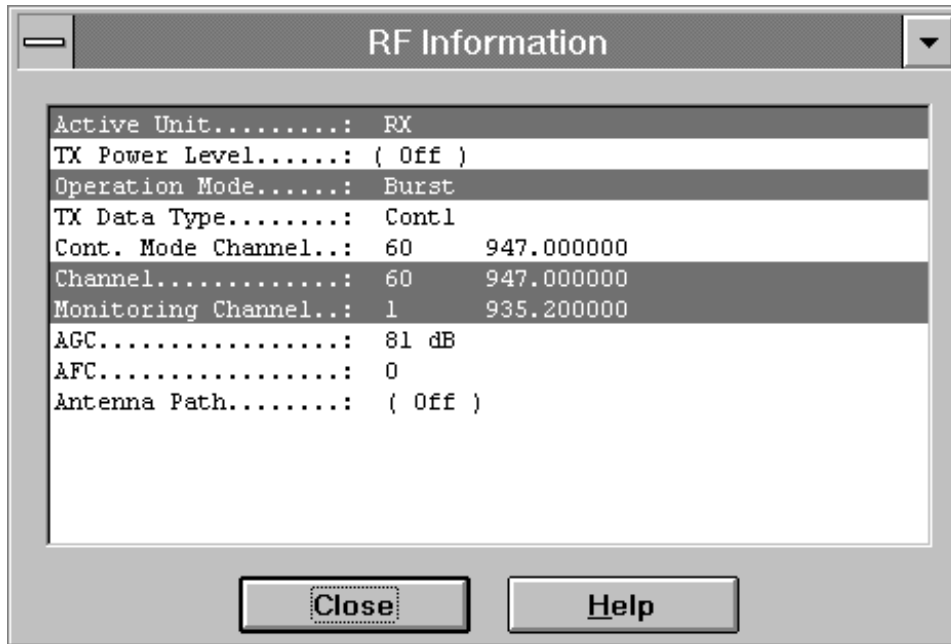 RF Information
Active Unit.........: RX
TX Power Level......: ( Off )
Operation Mode......: Burst
TX Data Type........: Cont1
Cont. Mode Channel..: 60 947.000000
Channel.............: 60 947.000000
Monitoring Channel..: 1 935.200000
AGC.................: 81 dB
AFC.................: 0
Antenna Path........: ( Off )
Close Help